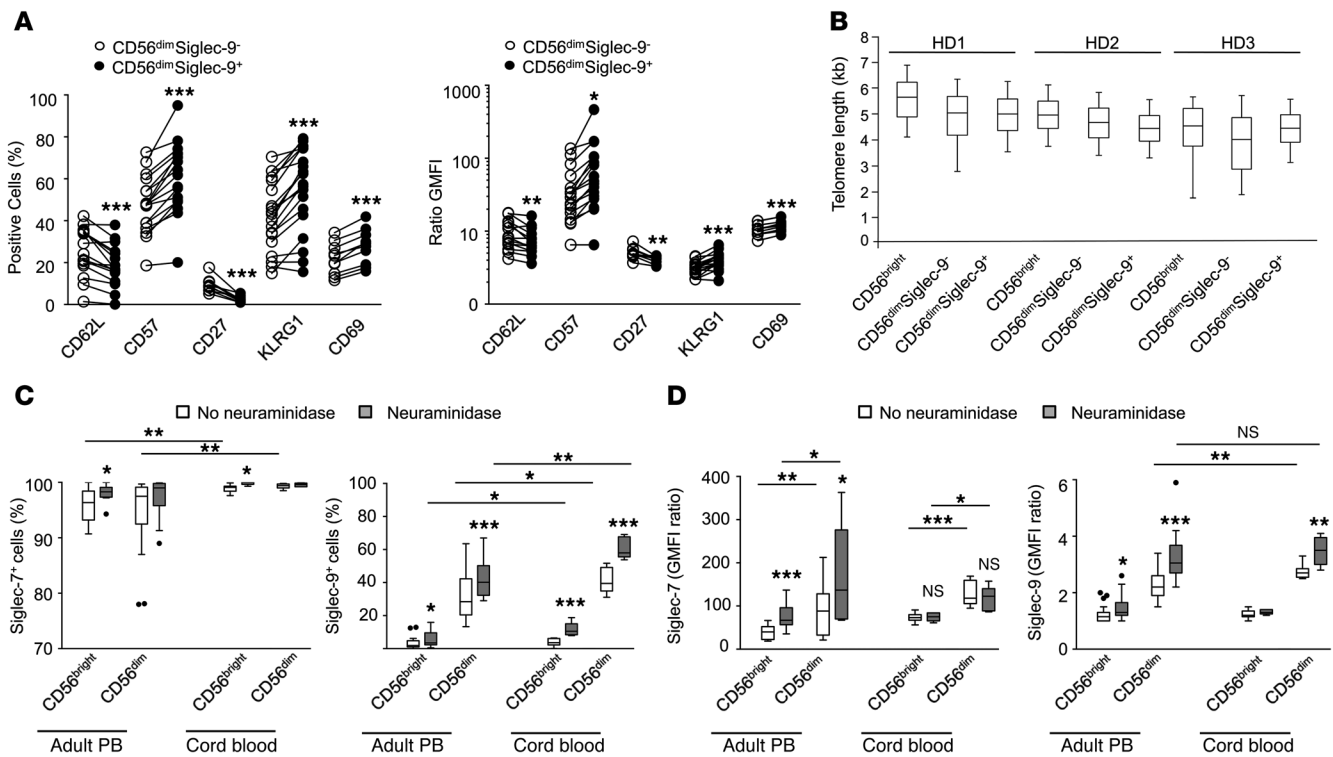 A
CD56dimSiglec-9-
CD56dimSiglec-9+
Positive Cells (%)
100
80
60
40
20
0
***
***
***
***
***
CD62L
CD57
CD27
KLRG1
CD69
CD56dimSiglec-9-
CD56dimSiglec-9+
Ratio GMFI
1000
100
10
0
**
*
**
***
***
CD62L
CD57
CD27
KLRG1
CD69
B
Telomere length (kb)
8
7
6
5
4
3
2
1
0
HD1
HD2
HD3
CD56bright
CD56dimSiglec-9-
CD56dimSiglec-9+
CD56bright
CD56dimSiglec-9-
CD56dimSiglec-9+
CD56bright
CD56dimSiglec-9-
CD56dimSiglec-9+
C
No neuraminidase
Neuraminidase
Siglec-7+ cells (%)
100
90
80
70
**
**
*
*
CD56bright
CD56dim
CD56bright
CD56dim
Adult PB
Cord blood
Siglec-9+ cells (%)
100
80
60
40
20
**
*
*
*
***
***
***
CD56bright
CD56dim
CD56bright
CD56dim
Adult PB
Cord blood
D
No neuraminidase
Neuraminidase
Siglec-7 (GMFI ratio)
400
300
200
100
0
*
**
*
***
*
***
NS
NS
CD56bright
CD56dim
CD56bright
CD56dim
Adult PB
Cord blood
Siglec-9 (GMFI ratio)
6
4
2
0
NS
**
*
***
**
CD56bright
CD56dim
CD56bright
CD56dim
Adult PB
Cord blood